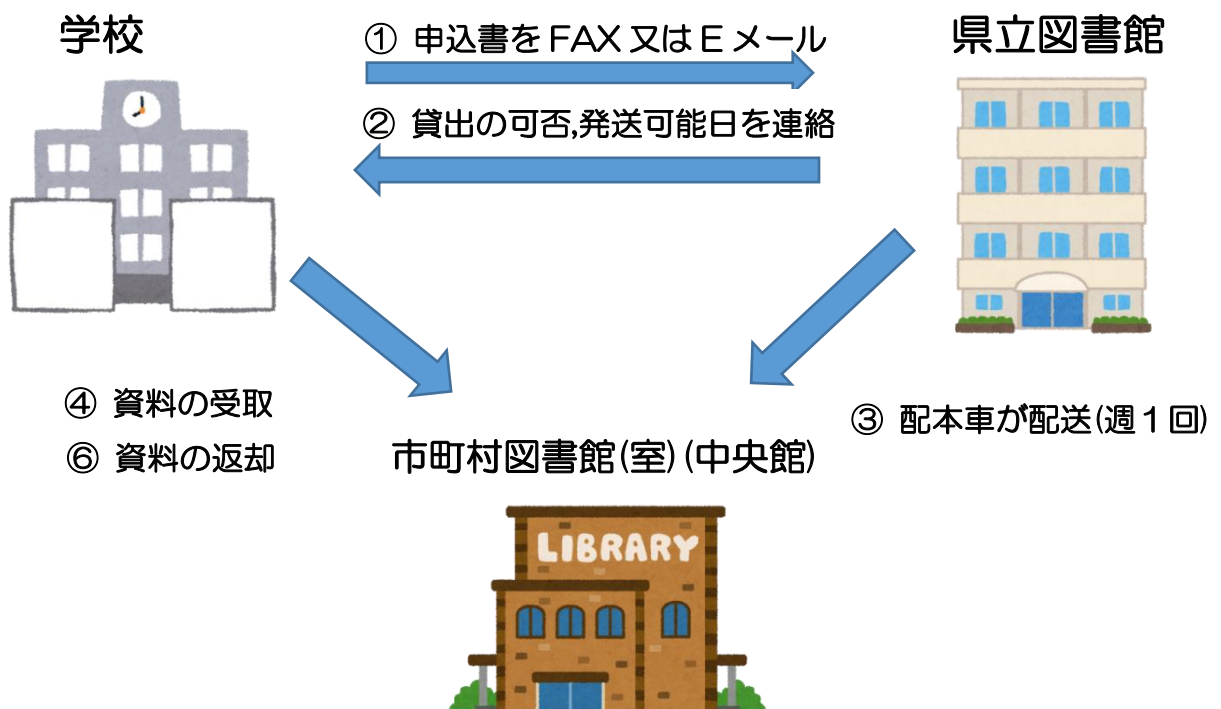 学校
県立図書館
① 申込書をFAX又はEメール
② 貸出の可否,発送可能日を連絡
④ 資料の受取
③ 配本車が配送(週１回)
⑥ 資料の返却
市町村図書館(室)(中央館)
LIBRARY